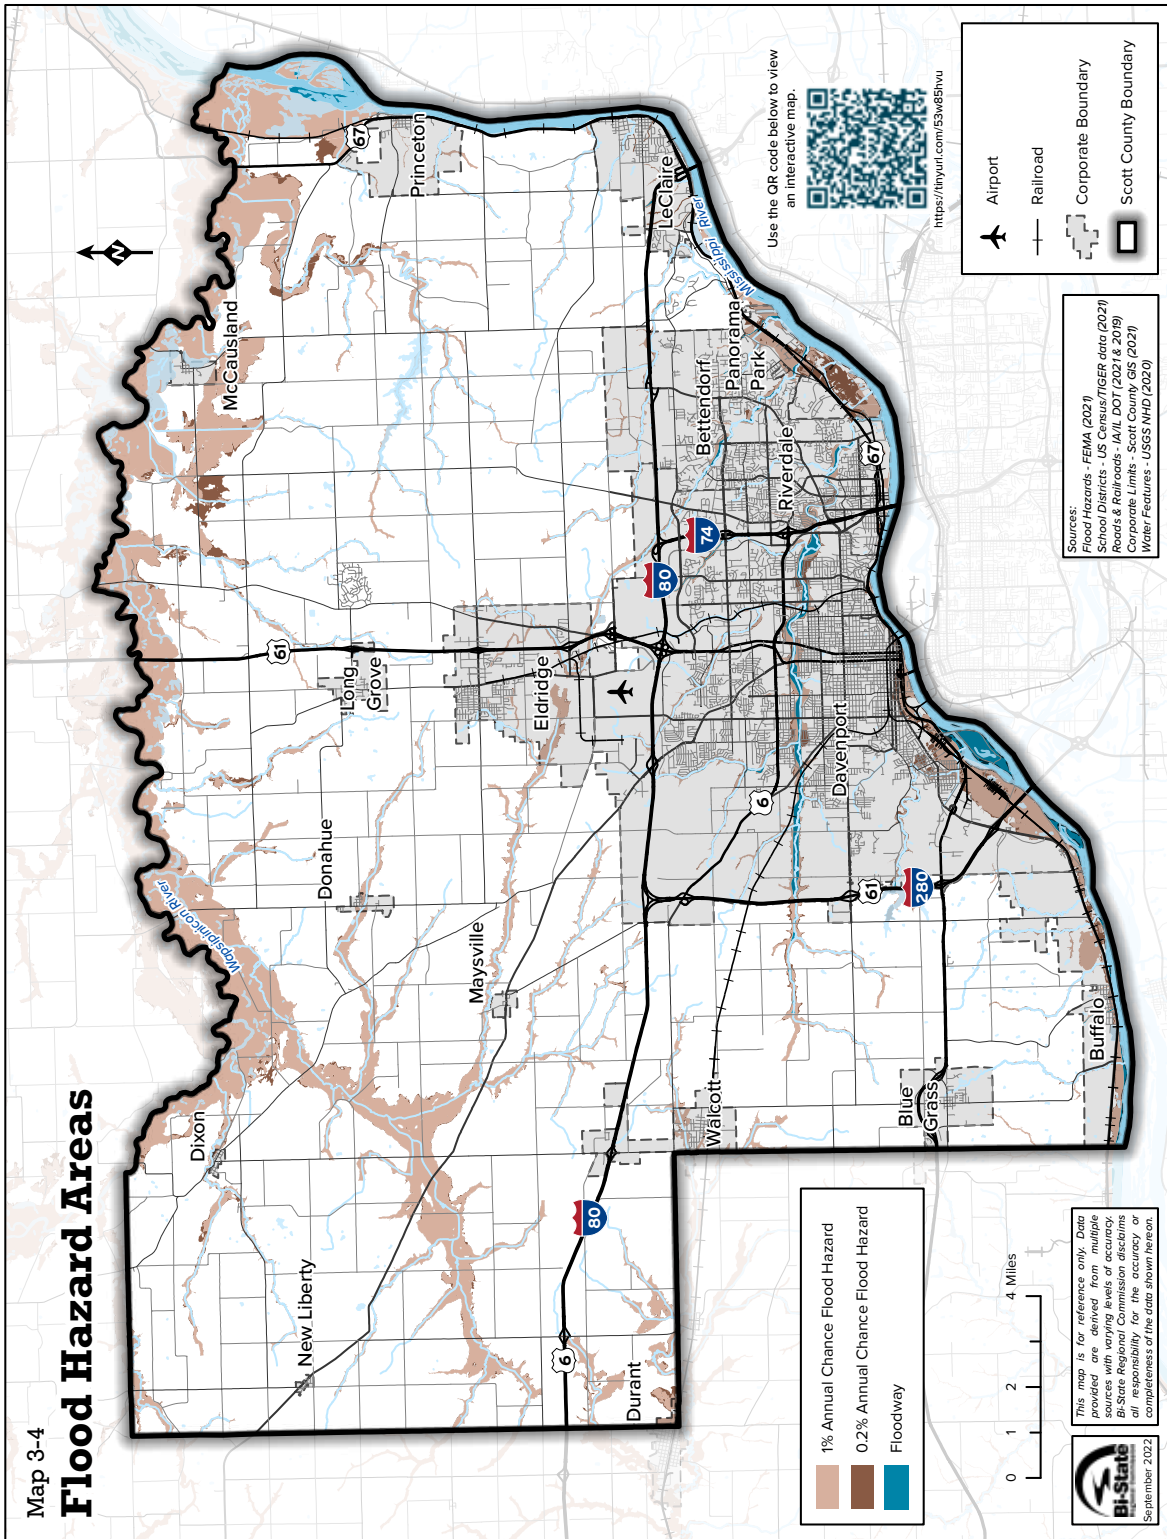 Map 3-4
Flood Hazard Areas
Use the QR code below to view
an interactive map.
https://tinyurl.com/53w85hvu
Airport
Railroad
Corporate Boundary
Scott County Boundary
Sources:
Flood Hazards - FEMA (2021)
School Districts - US Census/TIGER data (2021)
Roads & Railroads - IA/IL DOT (2021 & 2019)
Corporate Limits - Scott County GIS (2021)
Water Features - USGS NHD (2020)
N
Wapsipinicon River
Mississippi River
Dixon
New Liberty
Donahue
Maysville
Long
Grove
Eldridge
McCausland
Princeton
LeClaire
Bettendorf
Panorama
Park
Riverdale
Davenport
Durant
Walcott
Blue
Grass
Buffalo
61
67
80
74
67
6
61
280
80
6
1% Annual Chance Flood Hazard
0.2% Annual Chance Flood Hazard
Floodway
0 1 2 4 Miles
This map is for reference only. Data
provided are derived from multiple
sources with varying levels of accuracy.
Bi-State Regional Commission disclaims
all responsibility for the accuracy or
completeness of the data shown hereon.
Bi-State
Regional Commission
September 2022